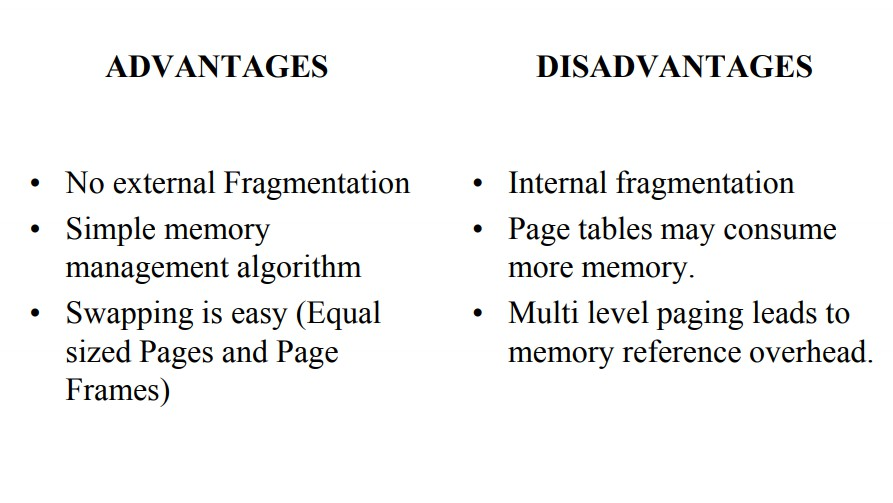 ADVANTAGES
• No external Fragmentation
• Simple memory
management algorithm
• Swapping is easy (Equal
sized Pages and Page
Frames)
DISADVANTAGES
• Internal fragmentation
• Page tables may consume
more memory.
• Multi level paging leads to
memory reference overhead.